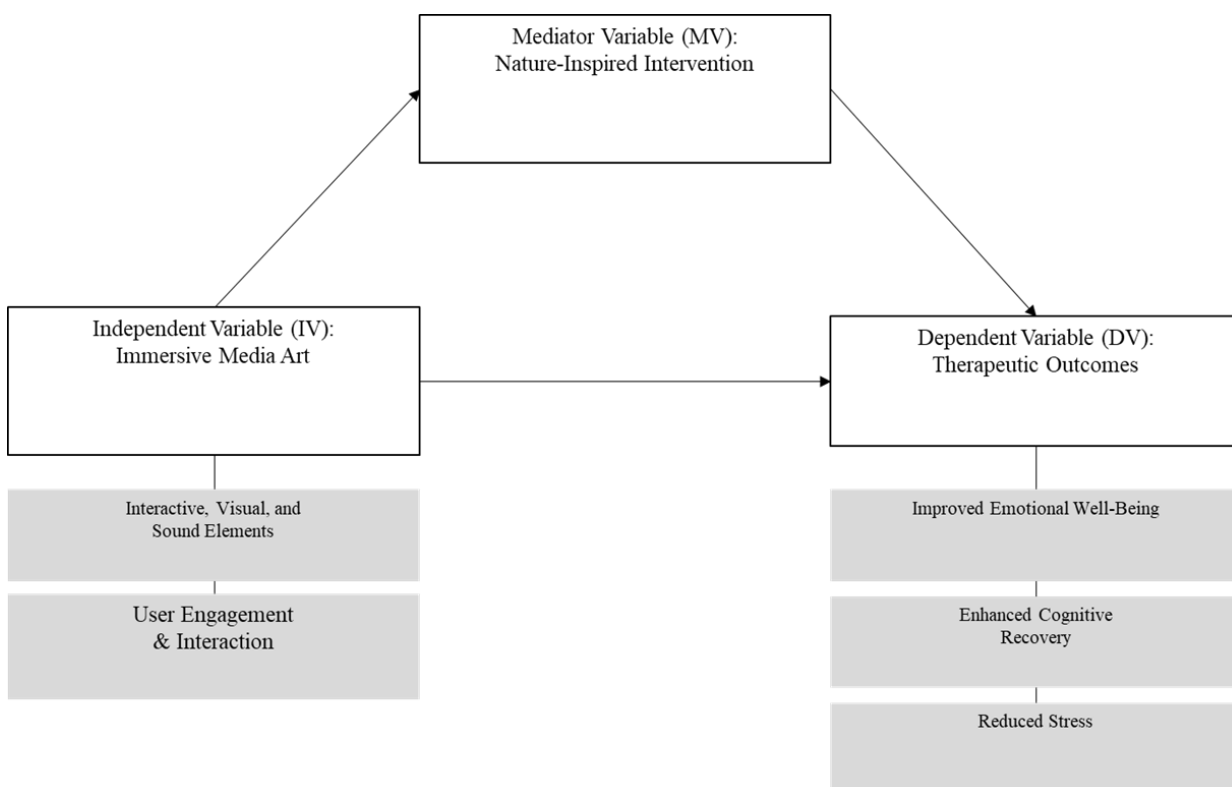 Mediator Variable (MV):
Nature-Inspired Intervention
Independent Variable (IV):
Immersive Media Art
Dependent Variable (DV):
Therapeutic Outcomes
Interactive, Visual, and
Sound Elements
User Engagement
& Interaction
Improved Emotional Well-Being
Enhanced Cognitive
Recovery
Reduced Stress